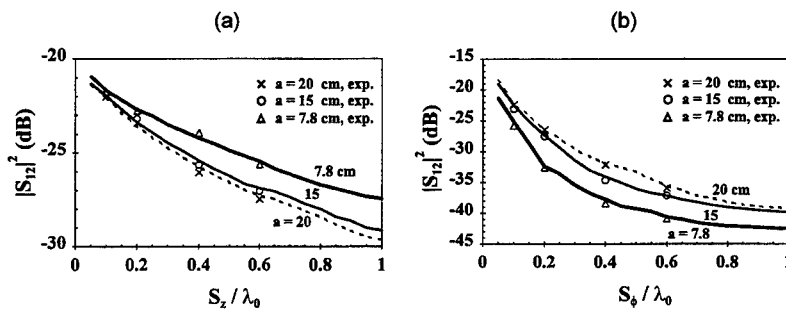 (a)
-20
-30
|S12|² (dB)
× a = 20 cm, exp.
o a = 15 cm, exp.
△ a = 7.8 cm, exp.
7.8 cm
15
a = 20
0
0.2
0.4
0.6
0.8
1
Sz / λ0
(b)
-15
-20
-25
-30
-35
-40
-45
|S12|² (dB)
× a = 20 cm, exp.
o a = 15 cm, exp.
△ a = 7.8 cm, exp.
20 cm
15
a = 7.8
0
0.2
0.4
0.6
0.8
1
Sϕ / λ0